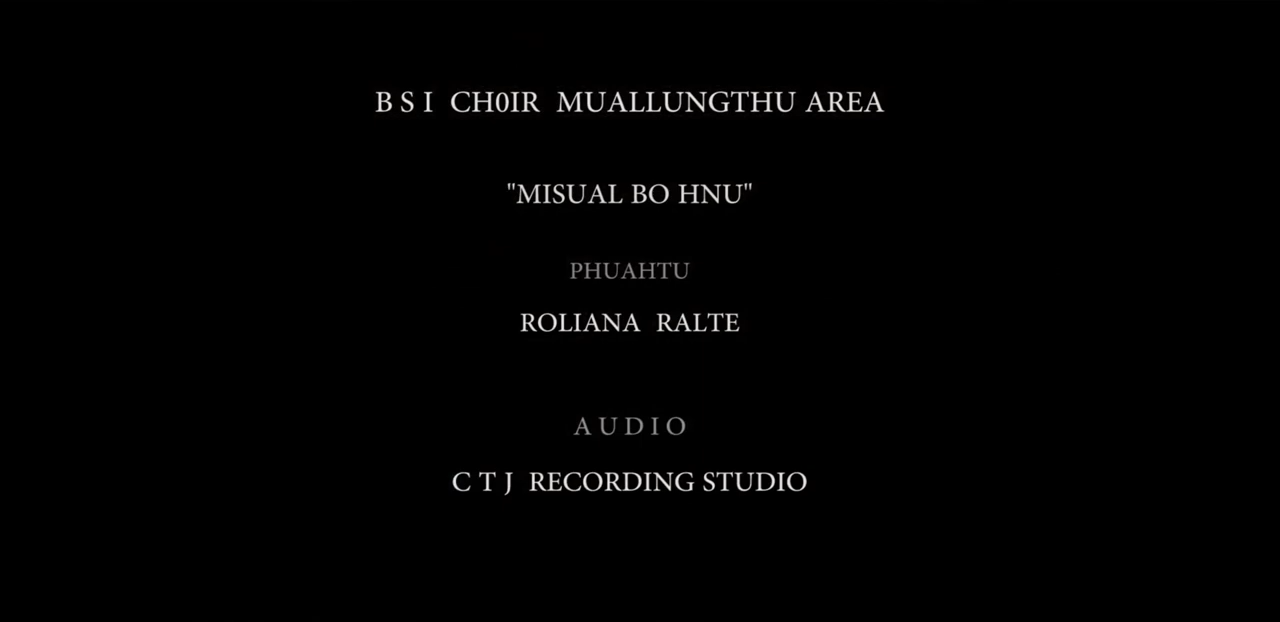 B S I CH0IR MUALLUNGTHU AREA
"MISUAL BO HNU"
PHUAHTU
ROLIANA RALTE
A U D I O
C T J RECORDING STUDIO